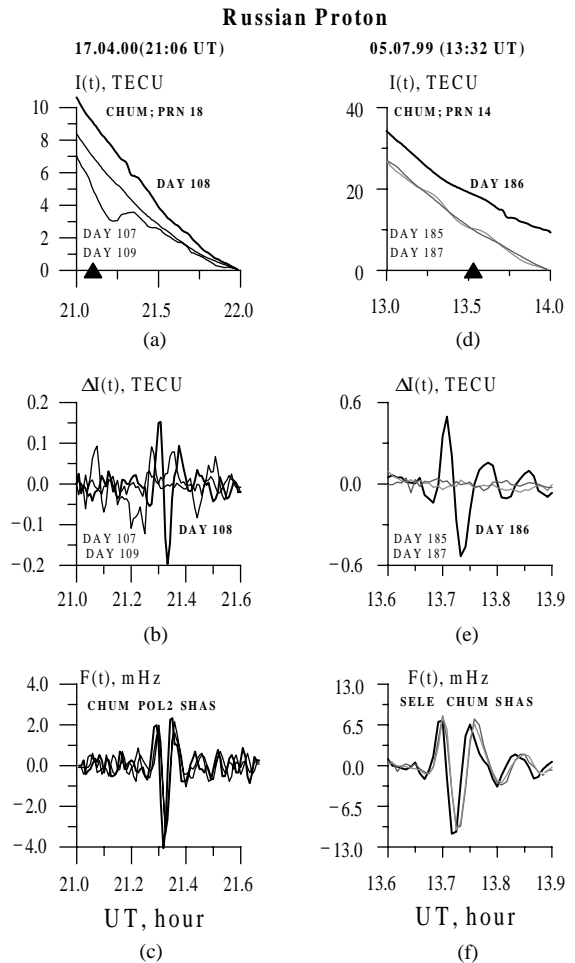 Russian Proton
17.04.00(21:06 UT)
I(t), TECU
CHUM; PRN 18
10
8
6
4
2
0
DAY 108
DAY 107
DAY 109
21.0
21.5
22.0
(a)
05.07.99 (13:32 UT)
I(t), TECU
CHUM; PRN 14
40
20
0
DAY 186
DAY 185
DAY 187
13.0
13.5
14.0
(d)
ΔI(t), TECU
0.2
0.1
0.0
−0.1
−0.2
DAY 108
DAY 107
DAY 109
21.0
21.2
21.4
21.6
(b)
ΔI(t), TECU
0.6
0.0
−0.6
DAY 186
DAY 185
DAY 187
13.6
13.7
13.8
13.9
(e)
F(t), mHz
CHUM POL2 SHAS
4.0
2.0
0.0
−2.0
−4.0
21.0
21.2
21.4
21.6
UT, hour
(c)
F(t), mHz
SELE CHUM SHAS
13.0
6.5
0.0
−6.5
−13.0
13.6
13.7
13.8
13.9
UT, hour
(f)